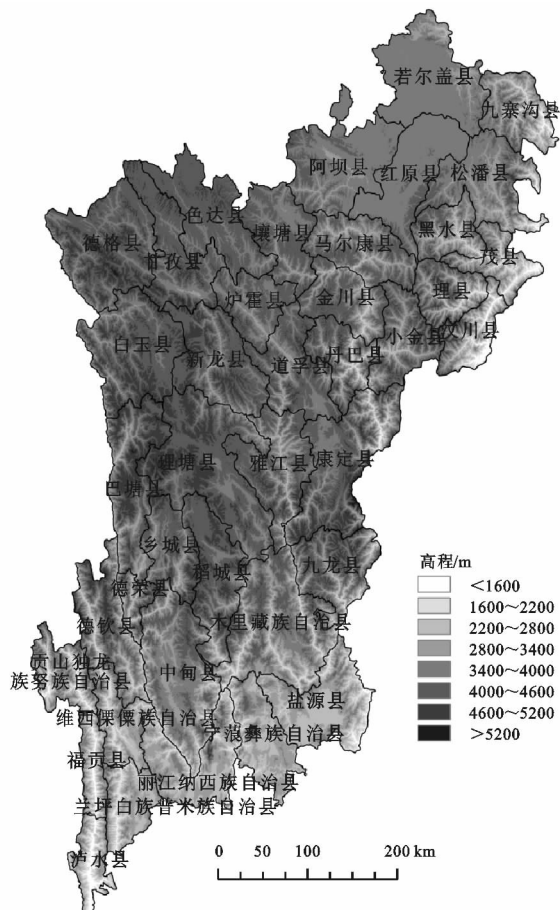 若尔盖县
九寨沟县
阿坝县
红原县
松潘县
色达县
壤塘县
马尔康县
黑水县
德格县
甘孜县
茂县
炉霍县
金川县
理县
汶川县
小金县
白玉县
新龙县
道孚县
丹巴县
理塘县
雅江县
康定县
巴塘县
乡城县
稻城县
九龙县
德荣县
德钦县
木里藏族自治县
贡山独龙
族怒族自治县
中甸县
盐源县
维西傈僳族自治县
宁蒗彝族自治县
福贡县
丽江纳西族自治县
兰坪白族普米族自治县
泸水县
高程/m
<1600
1600~2200
2200~2800
2800~3400
3400~4000
4000~4600
4600~5200
>5200
0 50 100 200 km